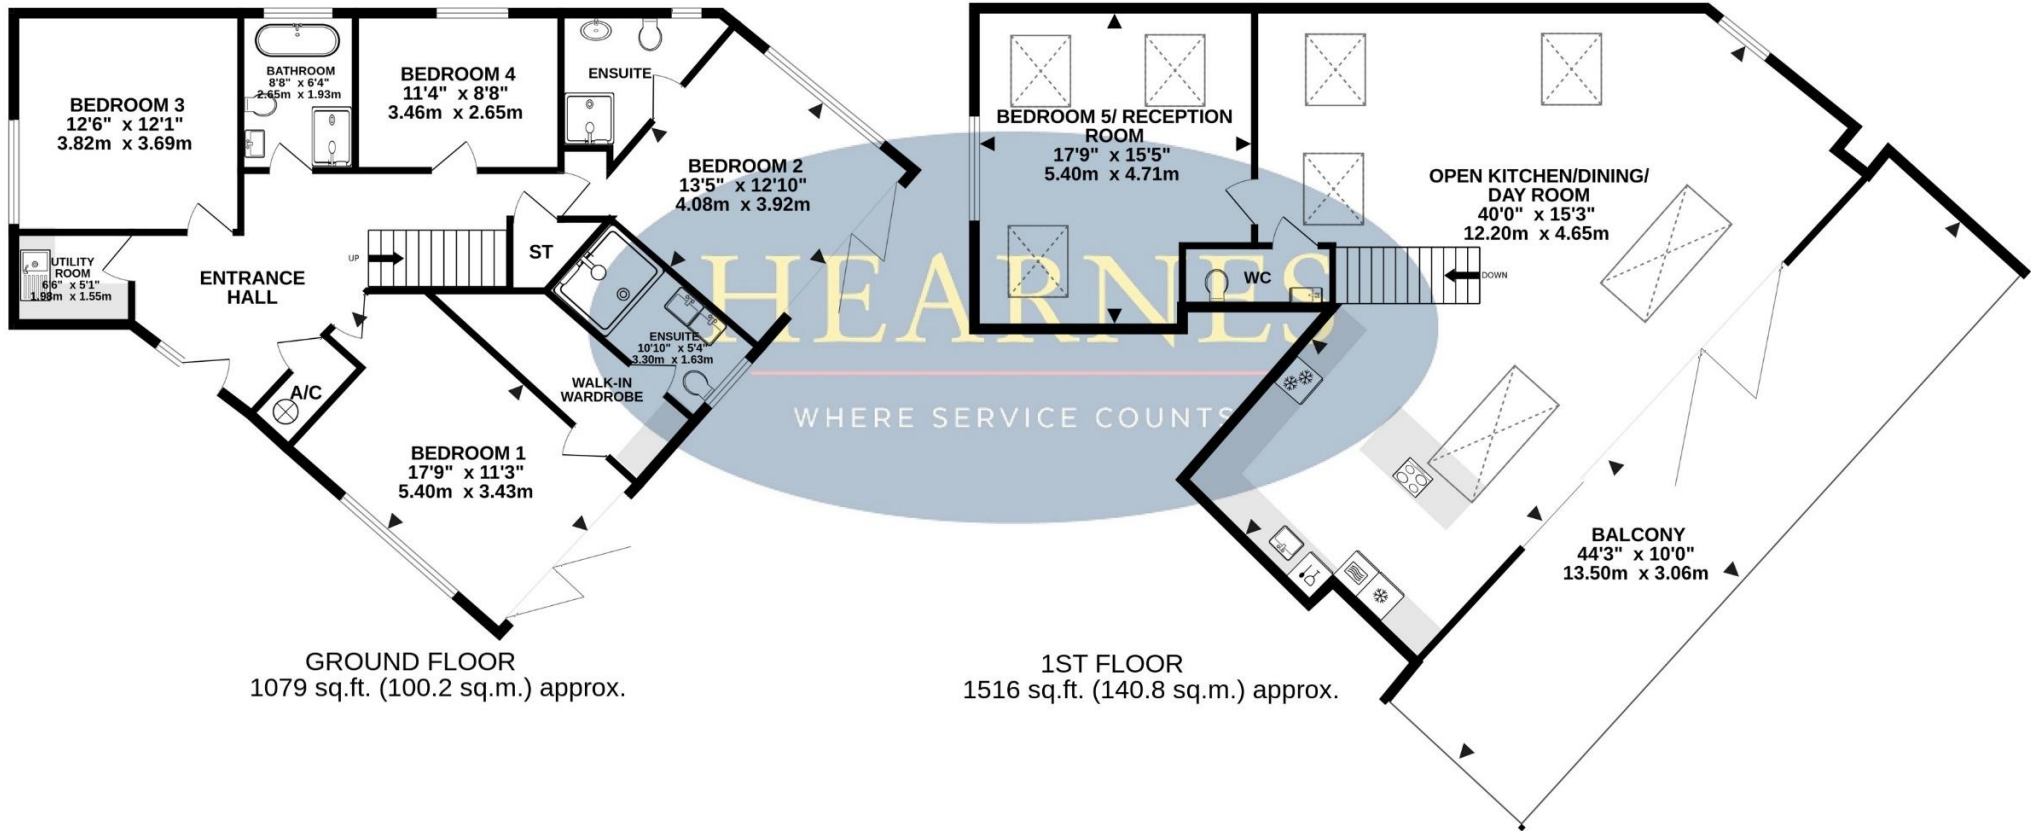 BEDROOM 3
12'6" x 12'1"
3.82m x 3.69m
BATHROOM
8'8" x 6'4"
2.65m x 1.93m
BEDROOM 4
11'4" x 8'8"
3.46m x 2.65m
ENSUITE
BEDROOM 2
13'5" x 12'10"
4.08m x 3.92m
UTILITY
ROOM
6'6" x 5'1"
1.98m x 1.55m
ENTRANCE
HALL
UP
ST
ENSUITE
10'10" x 5'4"
3.30m x 1.63m
WALK-IN
WARDROBE
A/C
BEDROOM 1
17'9" x 11'3"
5.40m x 3.43m
GROUND FLOOR
1079 sq.ft. (100.2 sq.m.) approx.
HEARNES
WHERE SERVICE COUNTS
BEDROOM 5/ RECEPTION
ROOM
17'9" x 15'5"
5.40m x 4.71m
OPEN KITCHEN/DINING/
DAY ROOM
40'0" x 15'3"
12.20m x 4.65m
WC
DOWN
BALCONY
44'3" x 10'0"
13.50m x 3.06m
1ST FLOOR
1516 sq.ft. (140.8 sq.m.) approx.